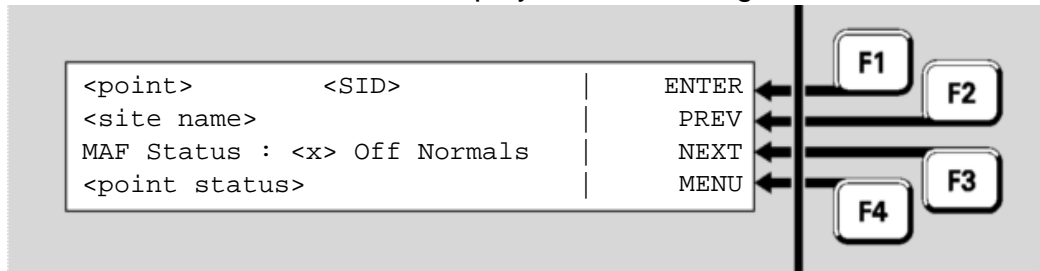 <point> <SID> | ENTER
<site name> | PREV
MAF Status : <x> Off Normals | NEXT
<point status> | MENU
F1
F2
F3
F4